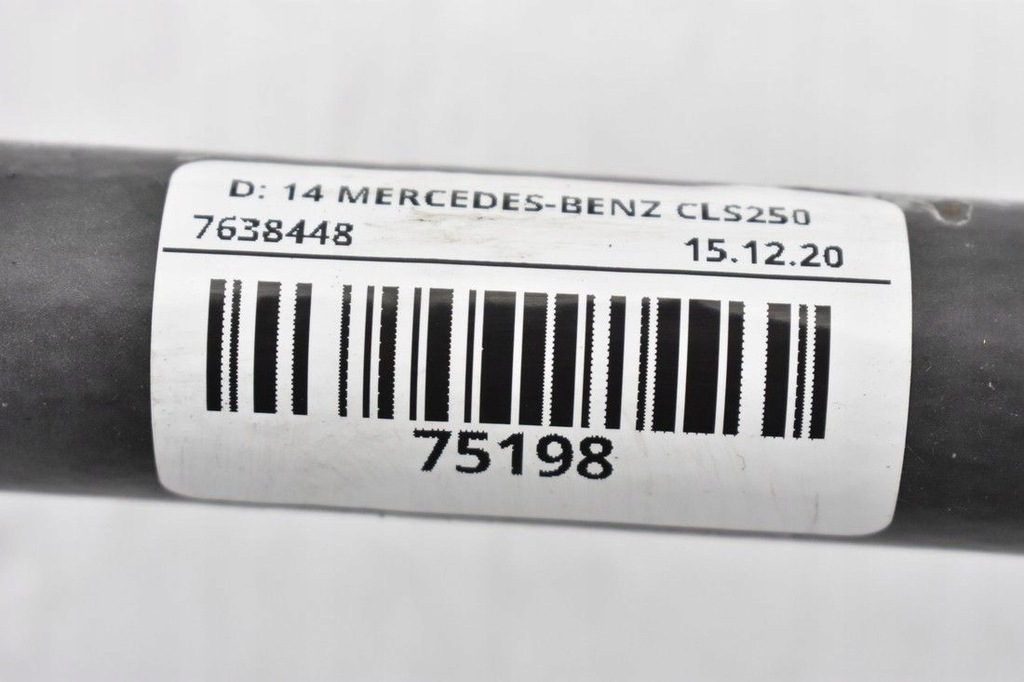 D: 14 MERCEDES-BENZ CLS250
7638448 15.12.20
75198